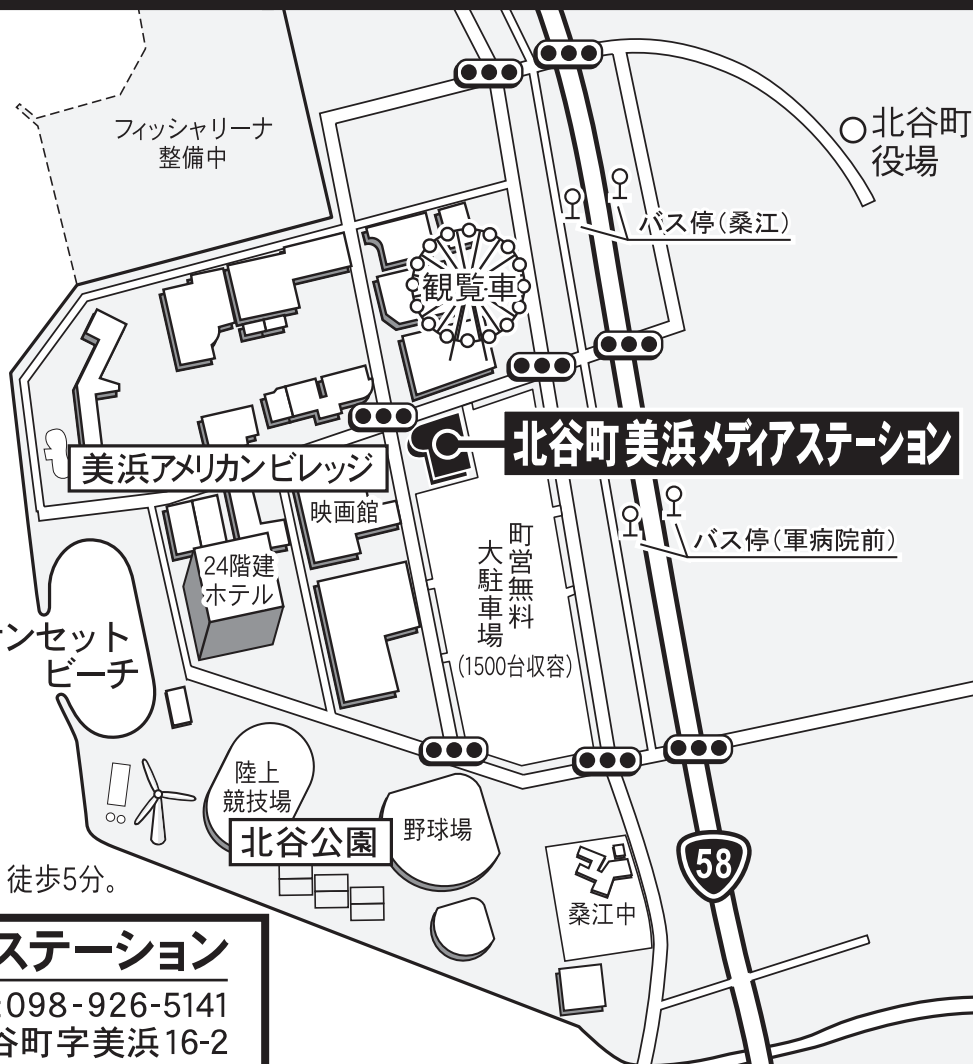 フィッシャリーナ
整備中
北谷町
役場
バス停(桑江)
観覧車
北谷町美浜メディアステーション
美浜アメリカンビレッジ
映画館
バス停(軍病院前)
24階建
ホテル
町営無料
大駐車場
(1500台収容)
ンセット
ビーチ
陸上
競技場
北谷公園
野球場
58
徒歩5分。
桑江中
ステーション
:098-926-5141
谷町字美浜16-2